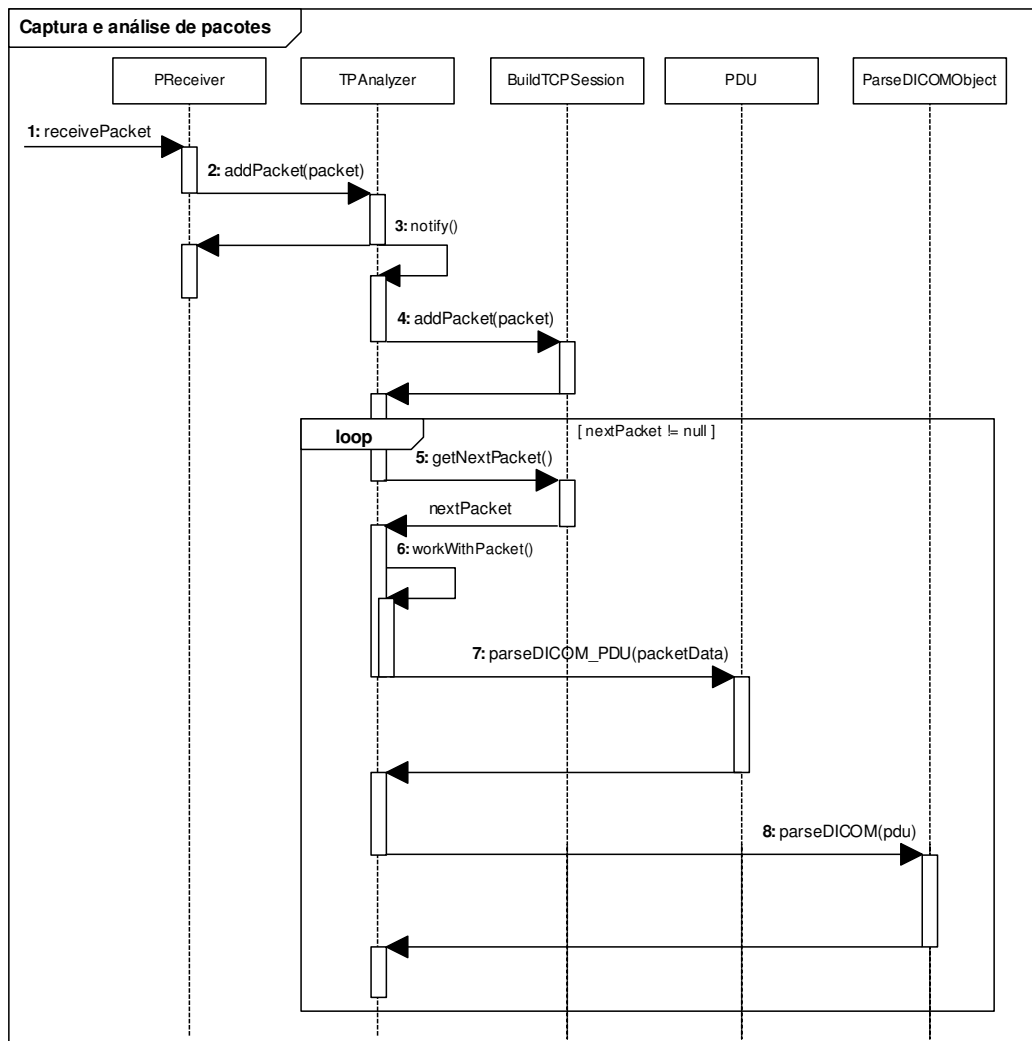 Captura e análise de pacotes
PReceiver
TPAnalyzer
BuildTCPSession
PDU
ParseDICOMObject
1: receivePacket
2: addPacket(packet)
3: notify()
4: addPacket(packet)
loop
[ nextPacket != null ]
5: getNextPacket()
nextPacket
6: workWithPacket()
7: parseDICOM_PDU(packetData)
8: parseDICOM(pdu)